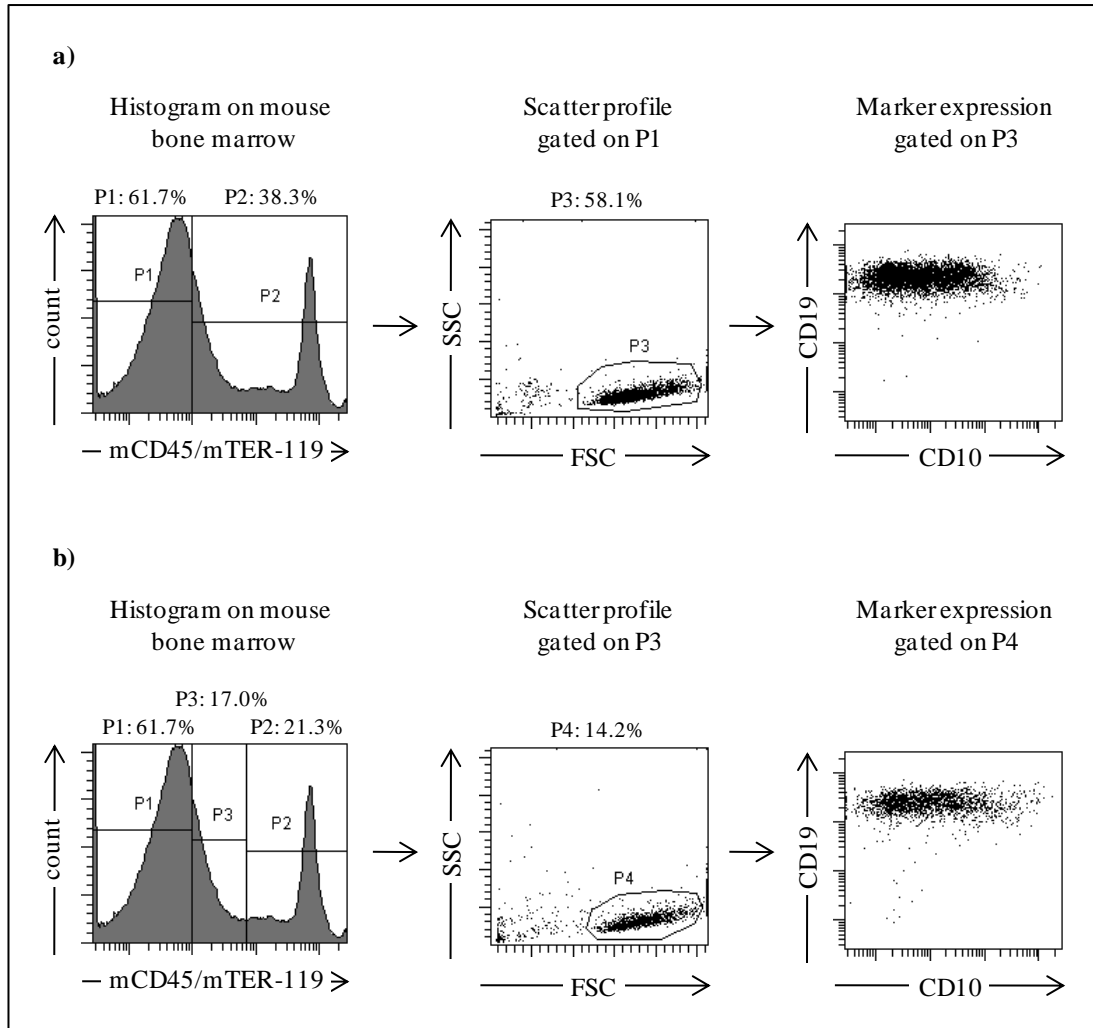 a)
Histogram on mouse
bone marrow
Scatter profile
gated on P1
Marker expression
gated on P3
P1: 61.7%
P2: 38.3%
P3: 58.1%
P1
P2
P3
count
mCD45/mTER-119
SSC
FSC
CD19
CD10
b)
Histogram on mouse
bone marrow
Scatter profile
gated on P3
Marker expression
gated on P4
P3: 17.0%
P1: 61.7%
P2: 21.3%
P4: 14.2%
P1
P3
P2
P4
count
mCD45/mTER-119
SSC
FSC
CD19
CD10